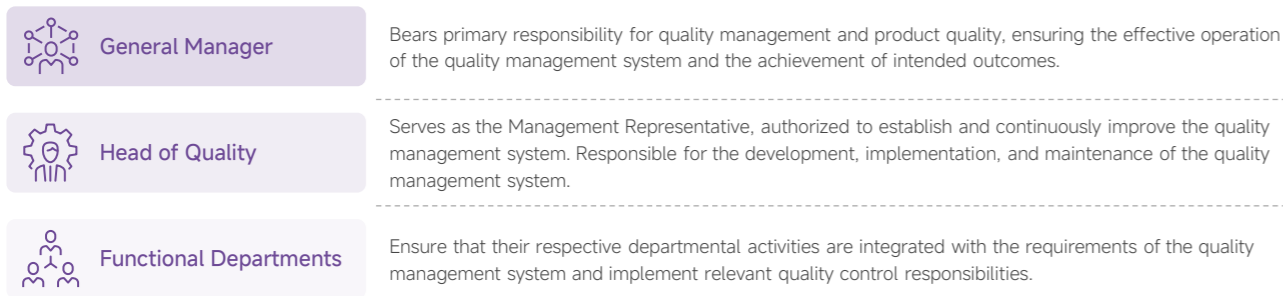 General Manager
Bears primary responsibility for quality management and product quality, ensuring the effective operation
of the quality management system and the achievement of intended outcomes.
Head of Quality
Serves as the Management Representative, authorized to establish and continuously improve the quality
management system. Responsible for the development, implementation, and maintenance of the quality
management system.
Functional Departments
Ensure that their respective departmental activities are integrated with the requirements of the quality
management system and implement relevant quality control responsibilities.